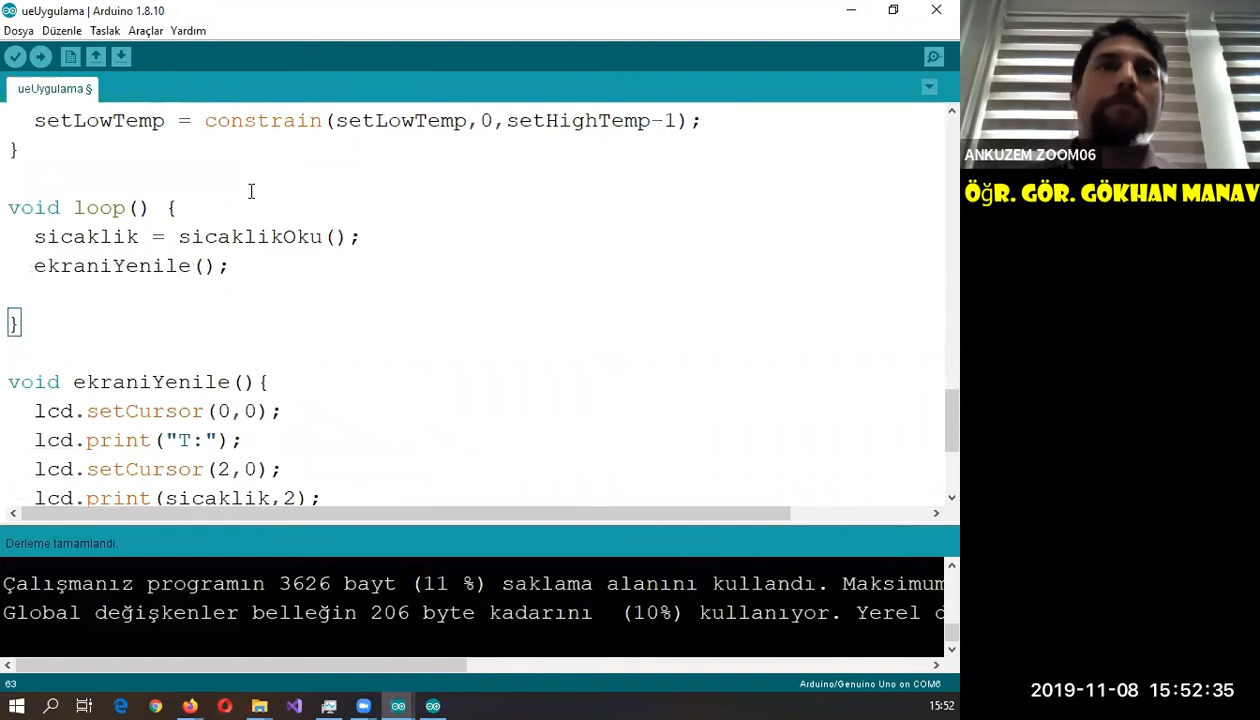 ueUygulama | Arduino 1.8.10
Dosya Düzenle Taslak Araçlar Yardım
ueUygulama §
setLowTemp = constrain(setLowTemp,0,setHighTemp-1);
}
void loop() {
sicaklik = sicaklikOku();
ekraniYenile();
}
void ekraniYenile(){
lcd.setCursor(0,0);
lcd.print("T:");
lcd.setCursor(2,0);
lcd.print(sicaklik,2);
Derleme tamamlandı.
Çalışmanız programın 3626 bayt (11 %) saklama alanını kullandı. Maksimum
Global değişkenler belleğin 206 byte kadarını (10%) kullanıyor. Yerel d
63
Arduino/Genuino Uno on COM6
15:52
ANKUZEM ZOOM06
ÖğR. GÖR. GÖKHAN MANAV
2019-11-08 15:52:35